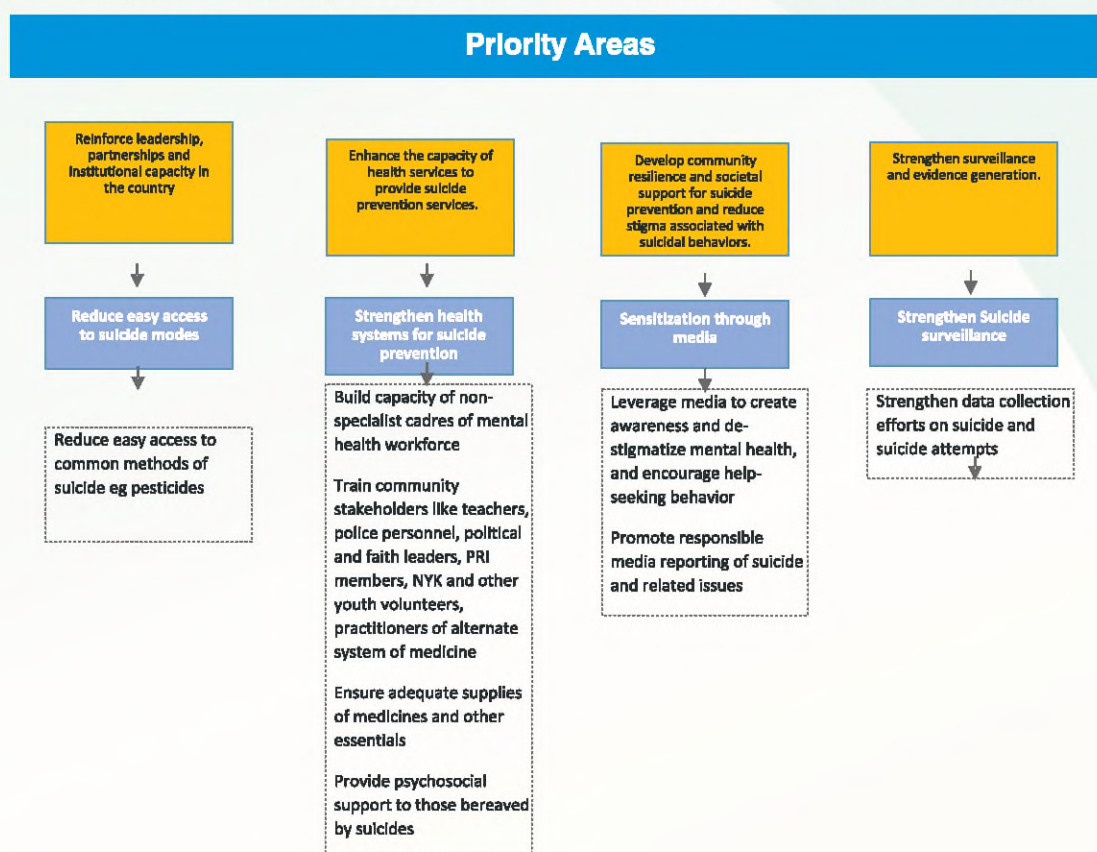 Priority Areas
Reinforce leadership,
partnerships and
institutional capacity in
the country
Reduce easy access
to suicide modes
Reduce easy access to
common methods of
suicide eg pesticides
Enhance the capacity of
health services to
provide suicide
prevention services.
Strengthen health
systems for suicide
prevention
Build capacity of non-
specialist cadres of mental
health workforce
Train community
stakeholders like teachers,
police personnel, political
and faith leaders, PRI
members, NYK and other
youth volunteers,
practitioners of alternate
system of medicine
Ensure adequate supplies
of medicines and other
essentials
Provide psychosocial
support to those bereaved
by suicides
Develop community
resilience and societal
support for suicide
prevention and reduce
stigma associated with
suicidal behaviors.
Sensitization through
media
Leverage media to create
awareness and de-
stigmatize mental health,
and encourage help-
seeking behavior
Promote responsible
media reporting of suicide
and related issues
Strengthen surveillance
and evidence generation.
Strengthen Suicide
surveillance
Strengthen data collection
efforts on suicide and
suicide attempts